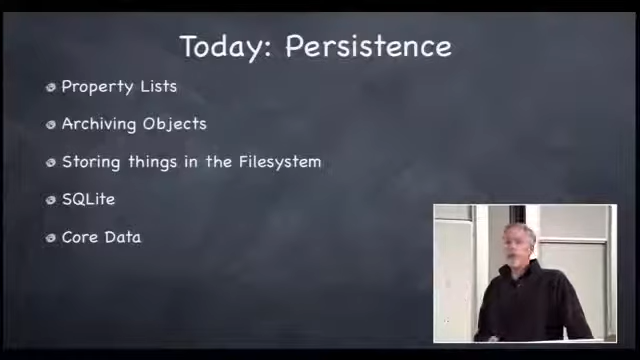 Today: Persistence
Property Lists
Archiving Objects
Storing things in the Filesystem
SQLite
Core Data